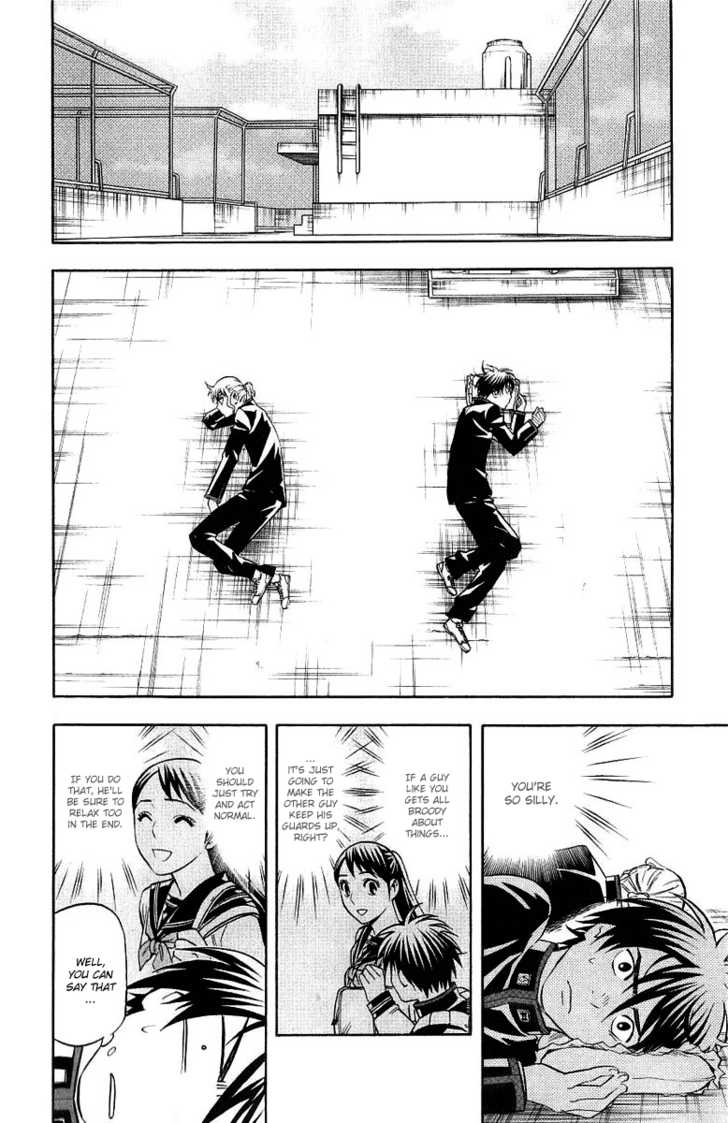 YOU'RE
SO SILLY.
IF A GUY
LIKE YOU
GETS ALL
BROODY
ABOUT
THINGS...
...
IT'S JUST
GOING TO
MAKE THE
OTHER GUY
KEEP HIS
GUARDS UP,
RIGHT?
YOU
SHOULD
JUST TRY
AND ACT
NORMAL.
IF YOU DO
THAT, HE'LL
BE SURE TO
RELAX TOO
IN THE END.
WELL,
YOU CAN
SAY THAT
...